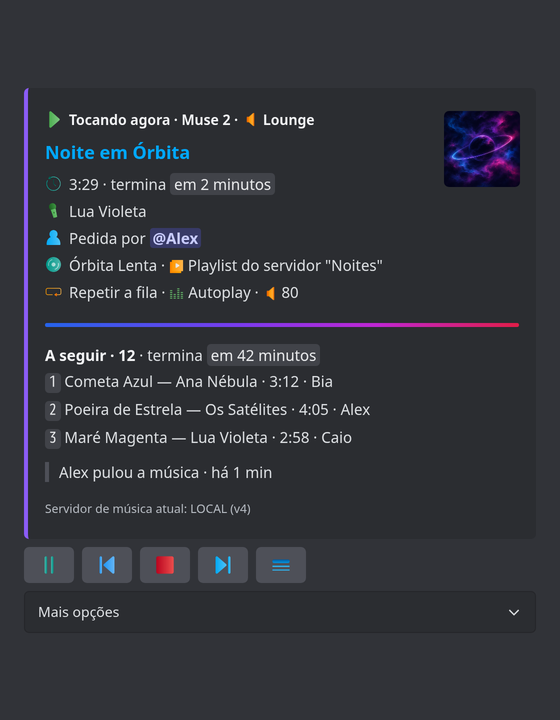 Tocando agora · Muse 2 · Lounge
Noite em Órbita
3:29 · termina em 2 minutos
Lua Violeta
Pedida por @Alex
Órbita Lenta · Playlist do servidor "Noites"
Repetir a fila · Autoplay · 80
A seguir · 12 · termina em 42 minutos
1 Cometa Azul — Ana Nébula · 3:12 · Bia
2 Poeira de Estrela — Os Satélites · 4:05 · Alex
3 Maré Magenta — Lua Violeta · 2:58 · Caio
Alex pulou a música · há 1 min
Servidor de música atual: LOCAL (v4)
Mais opções